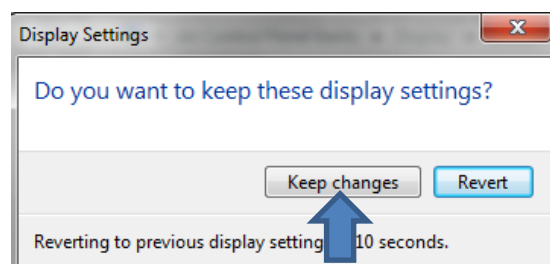 Display Settings
Do you want to keep these display settings?
Keep changes Revert
Reverting to previous display setting 10 seconds.